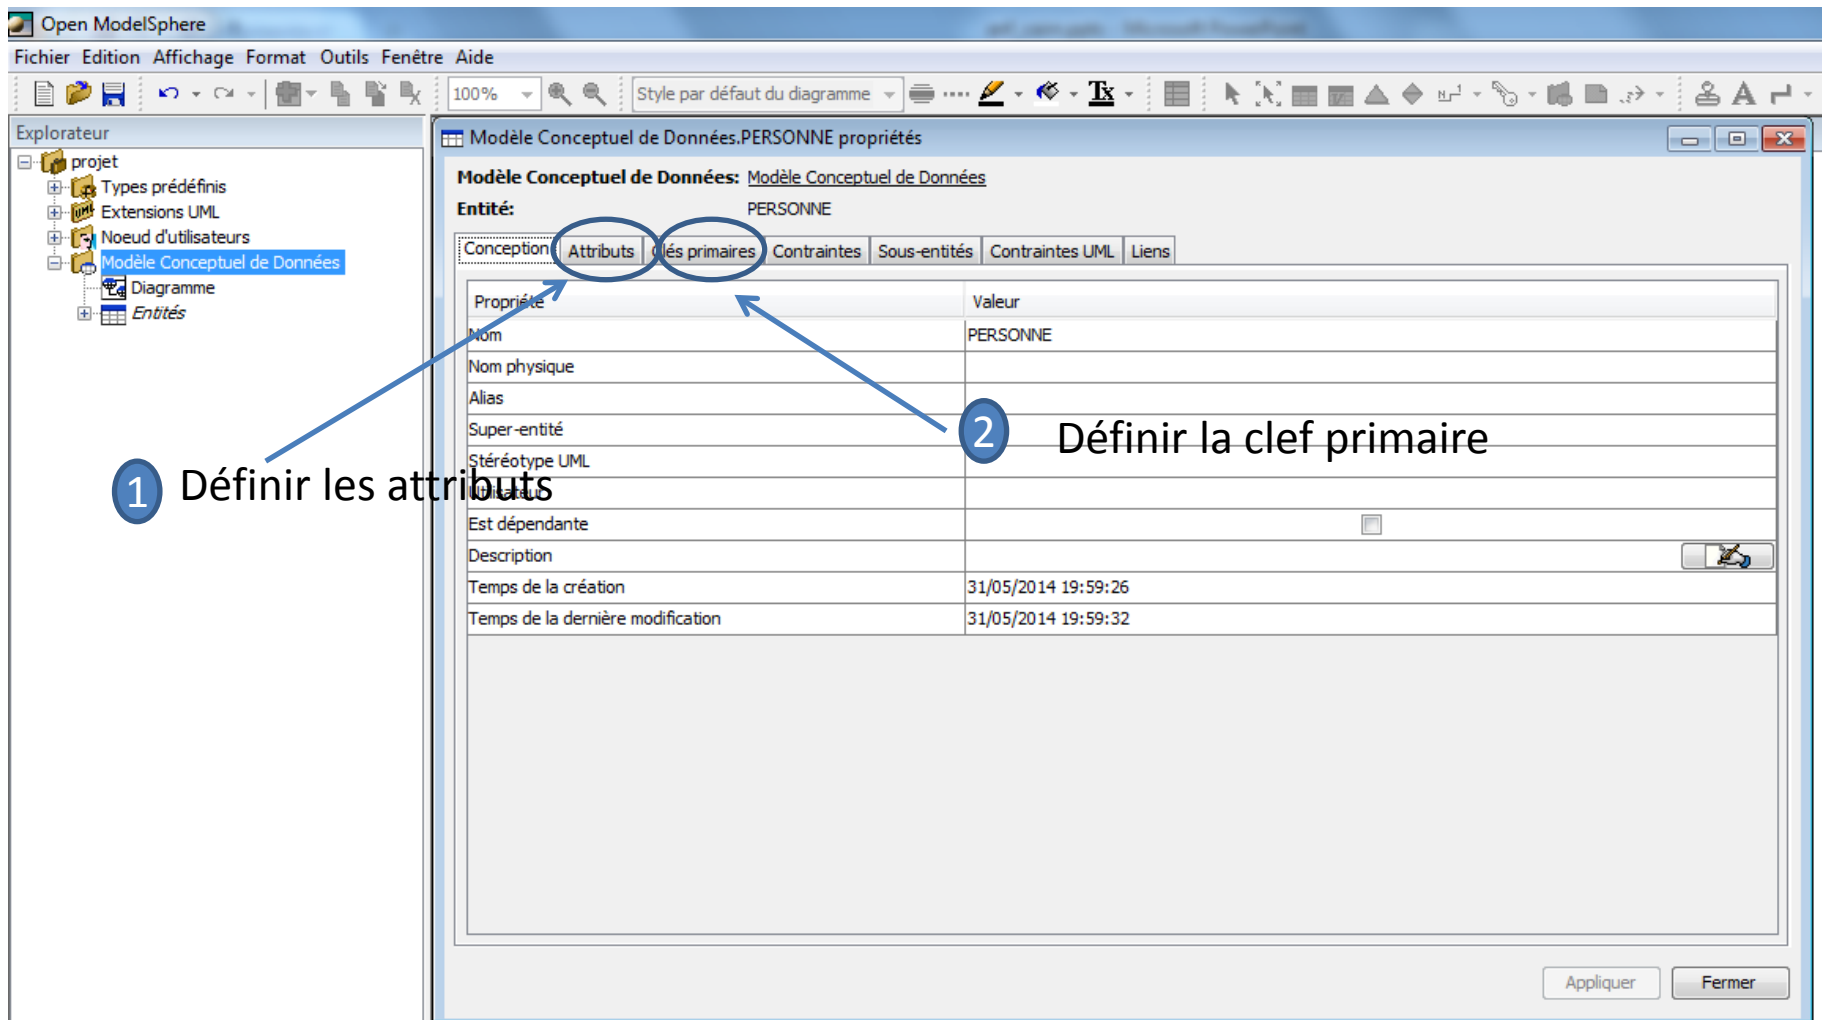 Open ModelSphere
Fichier Edition Affichage Format Outils Fenêtre Aide
100% Style par défaut du diagramme Tx
Explorateur
projet
Types prédéfinis
Extensions UML
Noeud d'utilisateurs
Modèle Conceptuel de Données
Diagramme
Entités
Modèle Conceptuel de Données.PERSONNE propriétés
Modèle Conceptuel de Données: Modèle Conceptuel de Données
Entité: PERSONNE
Conception Attributs Clés primaires Contraintes Sous-entités Contraintes UML Liens
Propriété Valeur
Nom PERSONNE
Nom physique
Alias
Super-entité
2 Définir la clef primaire
Stéréotype UML
1 Définir les attributs
Utilisateur
Est dépendante
Description
Temps de la création 31/05/2014 19:59:26
Temps de la dernière modification 31/05/2014 19:59:32
Appliquer Fermer